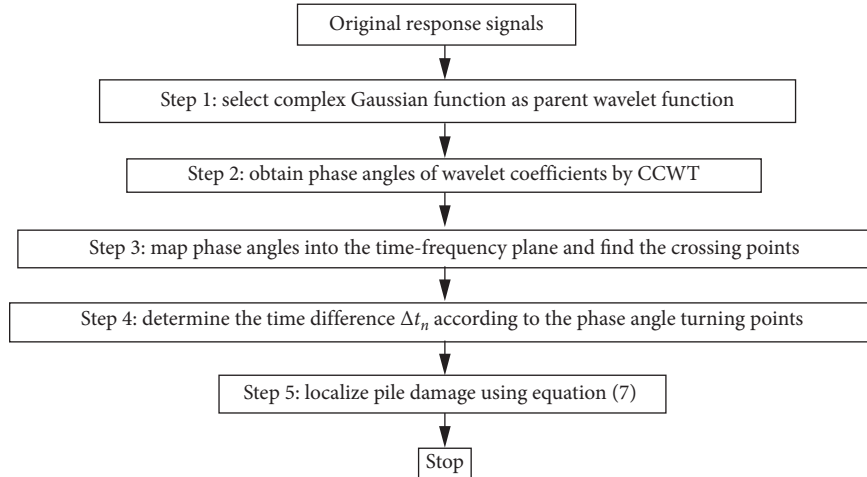 Original response signals
Step 1: select complex Gaussian function as parent wavelet function
Step 2: obtain phase angles of wavelet coefficients by CCWT
Step 3: map phase angles into the time-frequency plane and find the crossing points
Step 4: determine the time difference Δtₙ according to the phase angle turning points
Step 5: localize pile damage using equation (7)
Stop